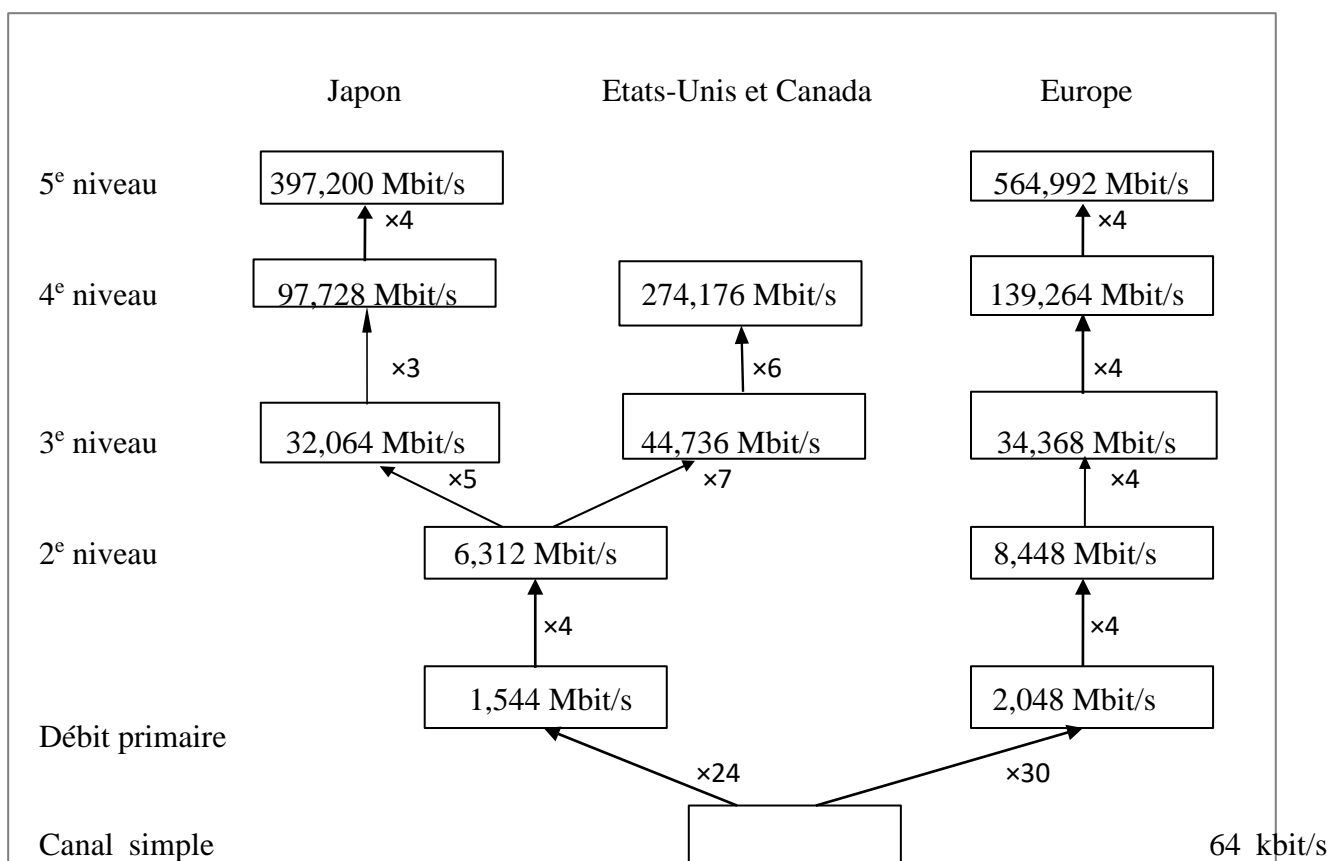 Japon Etats-Unis et Canada Europe
5e niveau 397,200 Mbit/s 564,992 Mbit/s
×4 ×4
4e niveau 97,728 Mbit/s 274,176 Mbit/s 139,264 Mbit/s
×3 ×6 ×4
3e niveau 32,064 Mbit/s 44,736 Mbit/s 34,368 Mbit/s
×5 ×7 ×4
2e niveau 6,312 Mbit/s 8,448 Mbit/s
×4 ×4
1,544 Mbit/s 2,048 Mbit/s
Débit primaire
×24 ×30
Canal simple 64 kbit/s